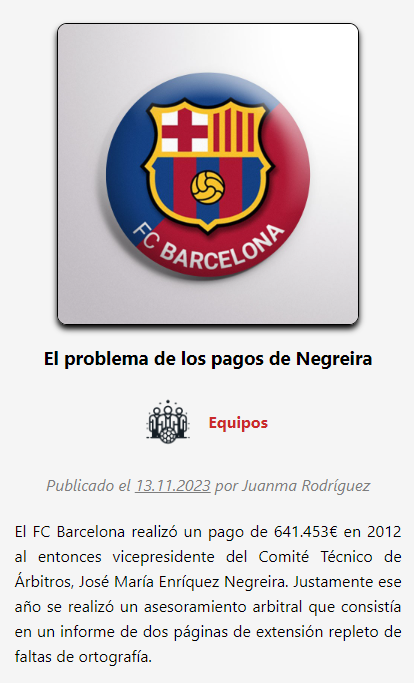 FC BARCELONA
El problema de los pagos de Negreira
Equipos
Publicado el 13.11.2023 por Juanma Rodríguez
El FC Barcelona realizó un pago de 641.453€ en 2012
al entonces vicepresidente del Comité Técnico de
Árbitros, José María Enríquez Negreira. Justamente ese
año se realizó un asesoramiento arbitral que consistía
en un informe de dos páginas de extensión repleto de
faltas de ortografía.